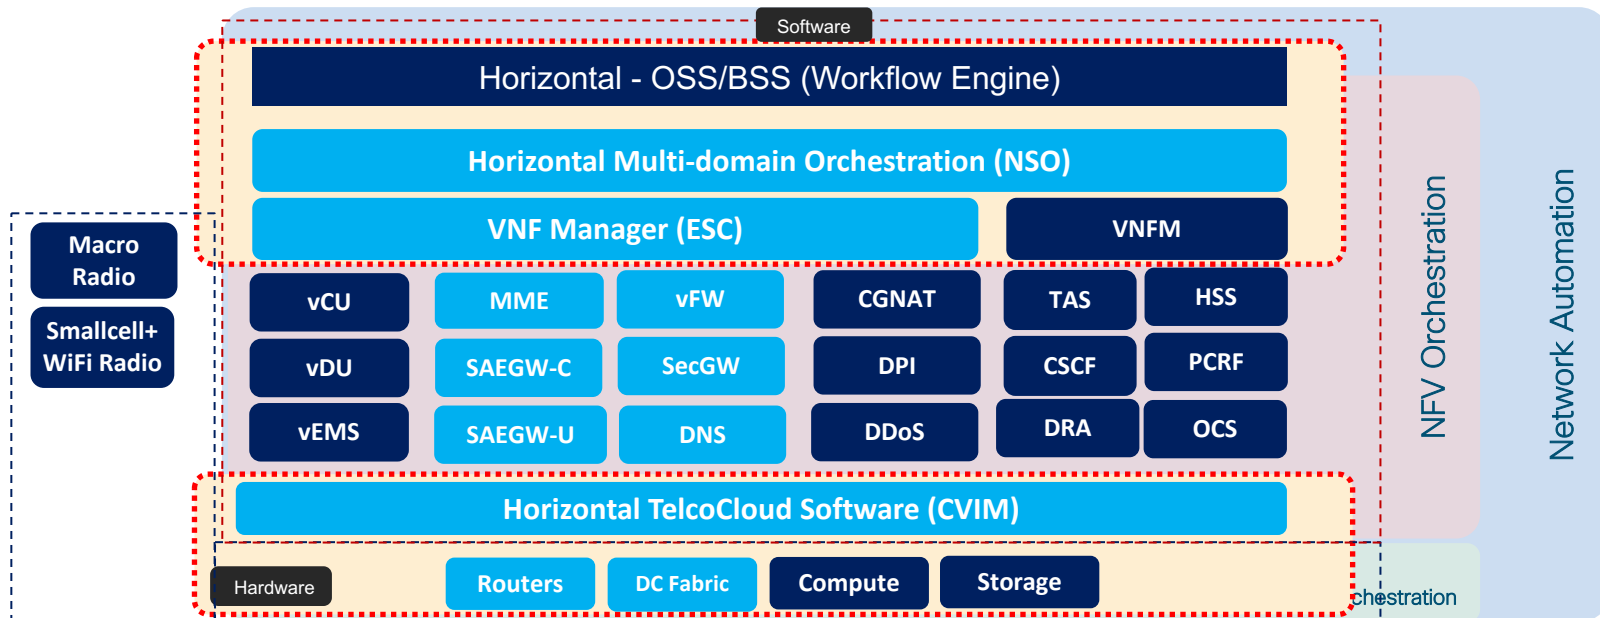 Software
Horizontal - OSS/BSS (Workflow Engine)
Horizontal Multi-domain Orchestration (NSO)
VNF Manager (ESC)
VNFM
Macro
Radio
Smallcell+
WiFi Radio
vCU
MME
vFW
CGNAT
TAS
HSS
vDU
SAEGW-C
SecGW
DPI
CSCF
PCRF
vEMS
SAEGW-U
DNS
DDoS
DRA
OCS
NFV Orchestration
Network Automation
Horizontal TelcoCloud Software (CVIM)
Hardware
Routers
DC Fabric
Compute
Storage
chestration